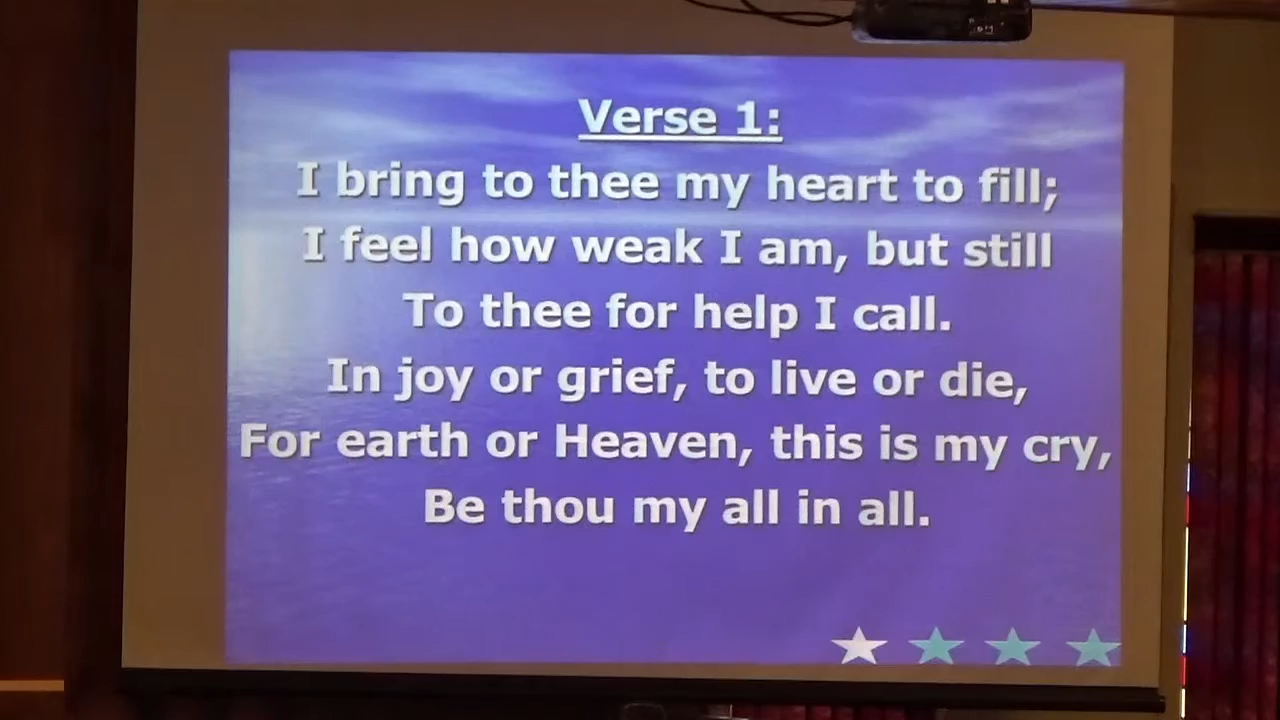 Verse 1:
I bring to thee my heart to fill;
I feel how weak I am, but still
To thee for help I call.
In joy or grief, to live or die,
For earth or Heaven, this is my cry,
Be thou my all in all.